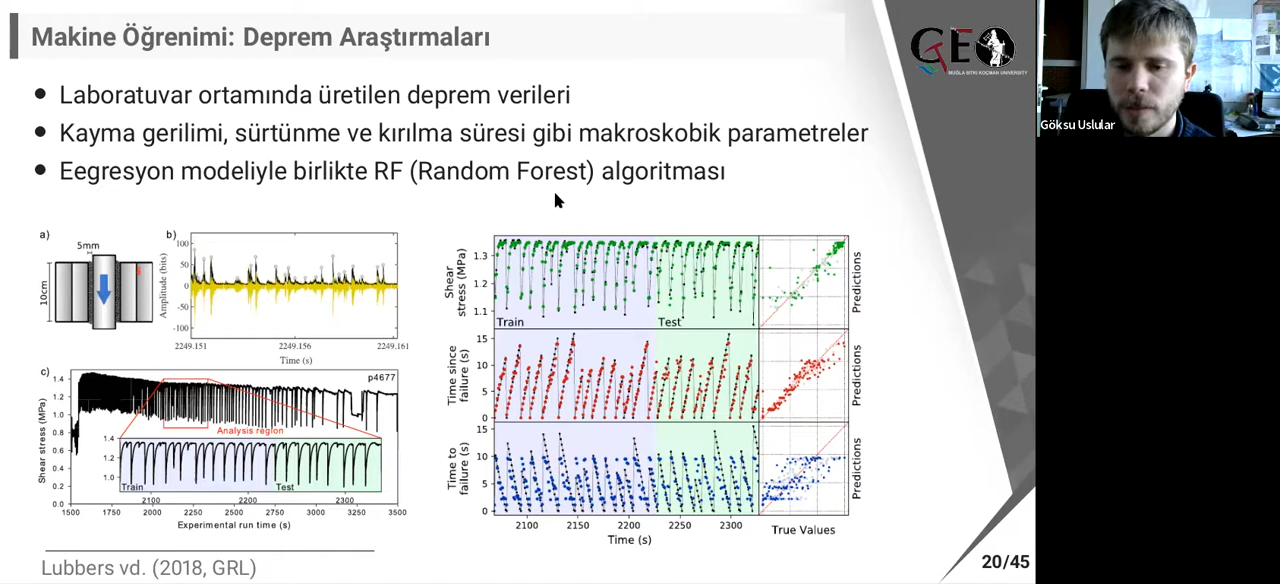 Makine Öğrenimi: Deprem Araştırmaları
GEO
MUĞLA SITKI KOÇMAN UNIVERSITY
Göksu Uslular
Laboratuvar ortamında üretilen deprem verileri
Kayma gerilimi, sürtünme ve kırılma süresi gibi makroskobik parametreler
Eegresyon modeliyle birlikte RF (Random Forest) algoritması
a)
5mm
10cm
b)
Amplitude (bits)
100
50
0
-50
-100
2249.151 2249.156 2249.161
Time (s)
c)
p4677
Shear stress (MPa)
1.4
1.2
1.0
0.8
0.6
0.4
0.2
0.0
Analysis region
1.4
1.2
1.0
Train Test
2100 2200 2300
1500 1750 2000 2250 2500 2750 3000 3250 3500
Experimental run time (s)
Shear
stress (MPa)
1.3
1.2
1.1
Train Test
Predictions
Time since
failure (s)
15
10
5
0
Predictions
Time to
failure (s)
15
10
5
0
Predictions
2100 2150 2200 2250 2300
Time (s)
True Values
Lubbers vd. (2018, GRL)
20/45